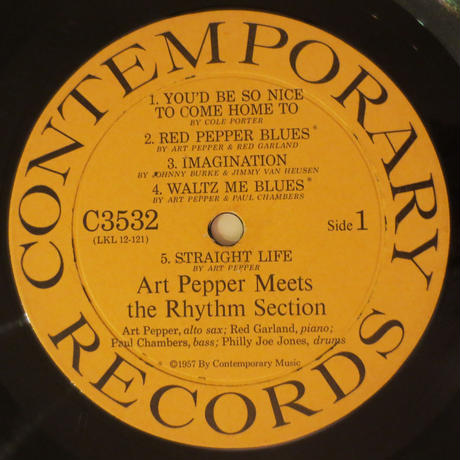 CONTEMPORARY
1. YOU'D BE SO NICE
TO COME HOME TO
BY COLE PORTER
2. RED PEPPER BLUES*
BY ART PEPPER & RED GARLAND
3. IMAGINATION
BY JOHNNY BURKE & JIMMY VAN HEUSEN
4. WALTZ ME BLUES*
BY ART PEPPER & PAUL CHAMBERS
C3532
(LKL 12-121)
Side 1
5. STRAIGHT LIFE
BY ART PEPPER
Art Pepper Meets
the Rhythm Section
Art Pepper, alto sax; Red Garland, piano;
Paul Chambers, bass; Philly Joe Jones, drums
©1957 By Contemporary Music
RECORDS